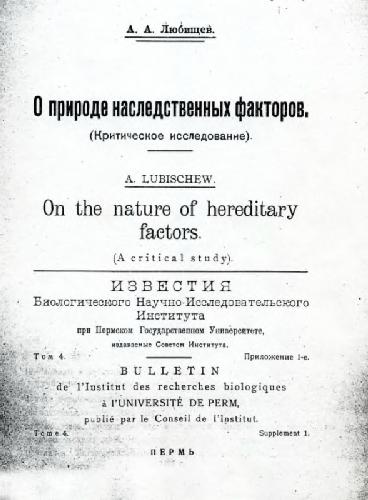 А. А. Любищев.
О природе наследственных факторов.
(Критическое исследование).
A. LUBISCHEW.
On the nature of hereditary
factors.
(A critical study).
ИЗВЕСТИЯ
Биологического Научно-Исследовательского
Института
при Пермском Государственном Университете,
издаваемые Советом Института.
Том 4. Приложение 1-е.
BULLETIN
de l'Institut des recherches biologiques
à l'UNIVERSITÉ DE PERM,
publié par le Conseil de l'Institut.
Tome 4. Supplement 1.
ПЕРМЬ